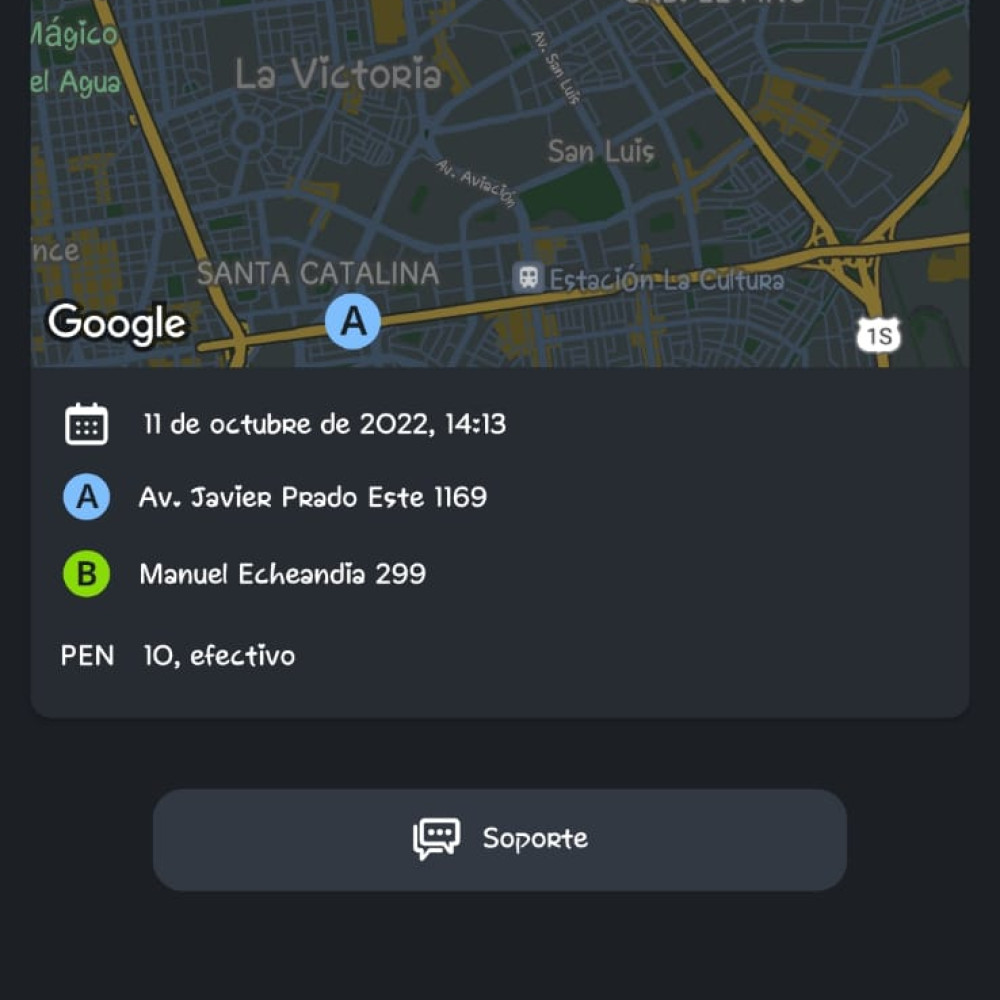 Mágico
el Agua
La Victoria
Av. San Luis
San Luis
Av. Aviación
SANTA CATALINA
Estación La Cultura
Google
A
1S
11 de octubre de 2022, 14:13
A Av. Javier Prado Este 1169
B Manuel Echeandia 299
PEN 10, efectivo
Soporte